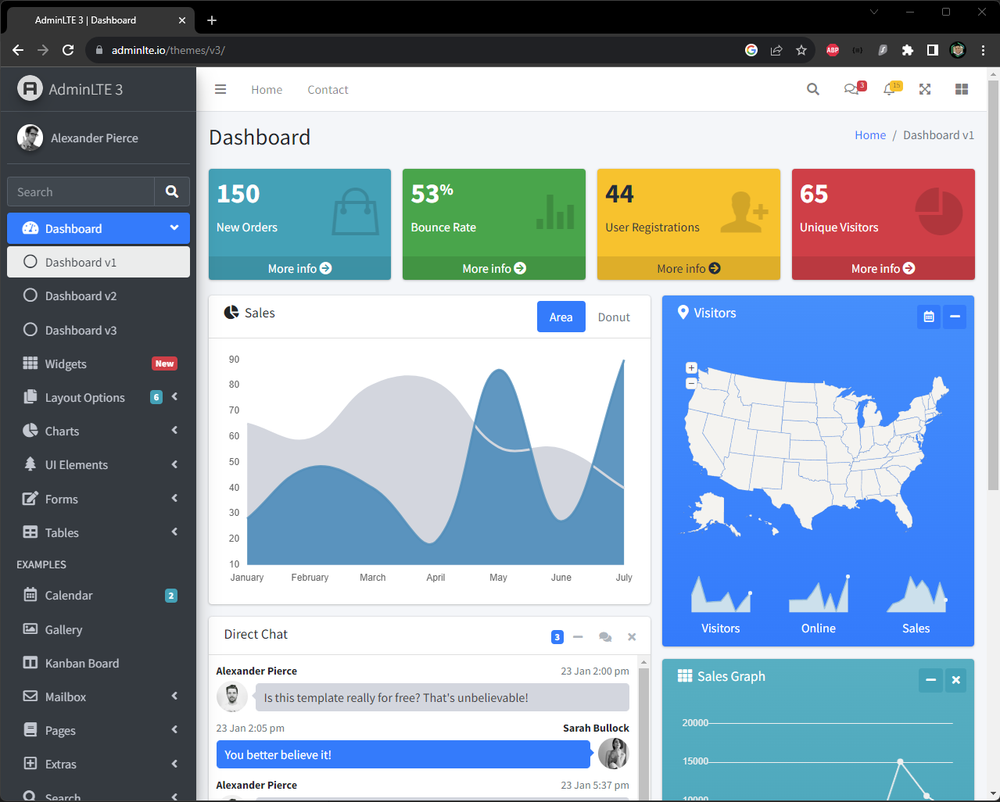 AdminLTE 3 | Dashboard
adminlte.io/themes/v3/
ABP
AdminLTE 3
Home
Contact
3
15
Alexander Pierce
Search
Dashboard
Dashboard v1
Dashboard v2
Dashboard v3
Widgets New
Layout Options 6
Charts
UI Elements
Forms
Tables
EXAMPLES
Calendar 2
Gallery
Kanban Board
Mailbox
Pages
Extras
Search
Dashboard
Home / Dashboard v1
150
New Orders
More info
53%
Bounce Rate
More info
44
User Registrations
More info
65
Unique Visitors
More info
Sales
Area
Donut
90
80
70
60
50
40
30
20
10
January February March April May June July
Visitors
+
−
Visitors Online Sales
Direct Chat
3
Alexander Pierce 23 Jan 2:00 pm
Is this template really for free? That's unbelievable!
23 Jan 2:05 pm Sarah Bullock
You better believe it!
Alexander Pierce 23 Jan 5:37 pm
Sales Graph
20000
15000
10000